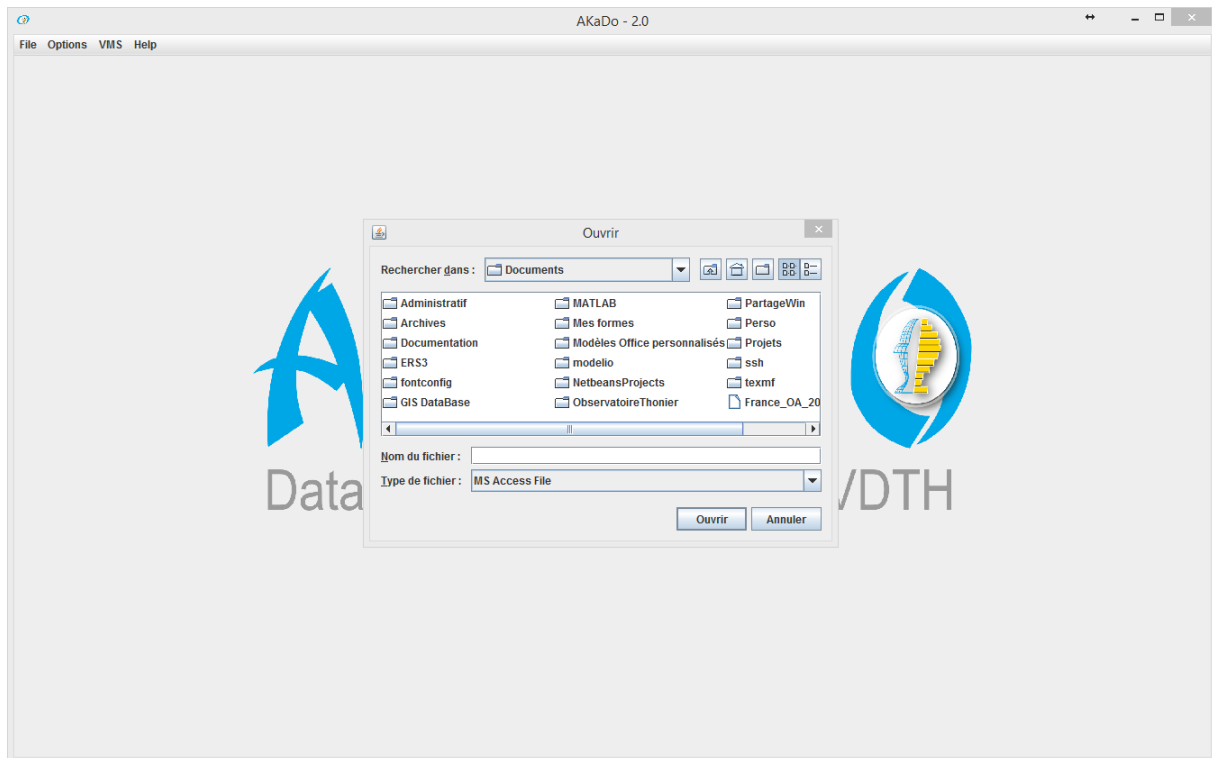 AKaDo - 2.0
File Options VMS Help
Ouvrir
Rechercher dans : Documents
Administratif MATLAB PartageWin
Archives Mes formes Perso
Documentation Modèles Office personnalisés Projets
ERS3 modelio ssh
fontconfig NetbeansProjects texmf
GIS DataBase ObservatoireThonier France_OA_20
Nom du fichier :
Type de fichier : MS Access File
Data VDTH
Ouvrir Annuler